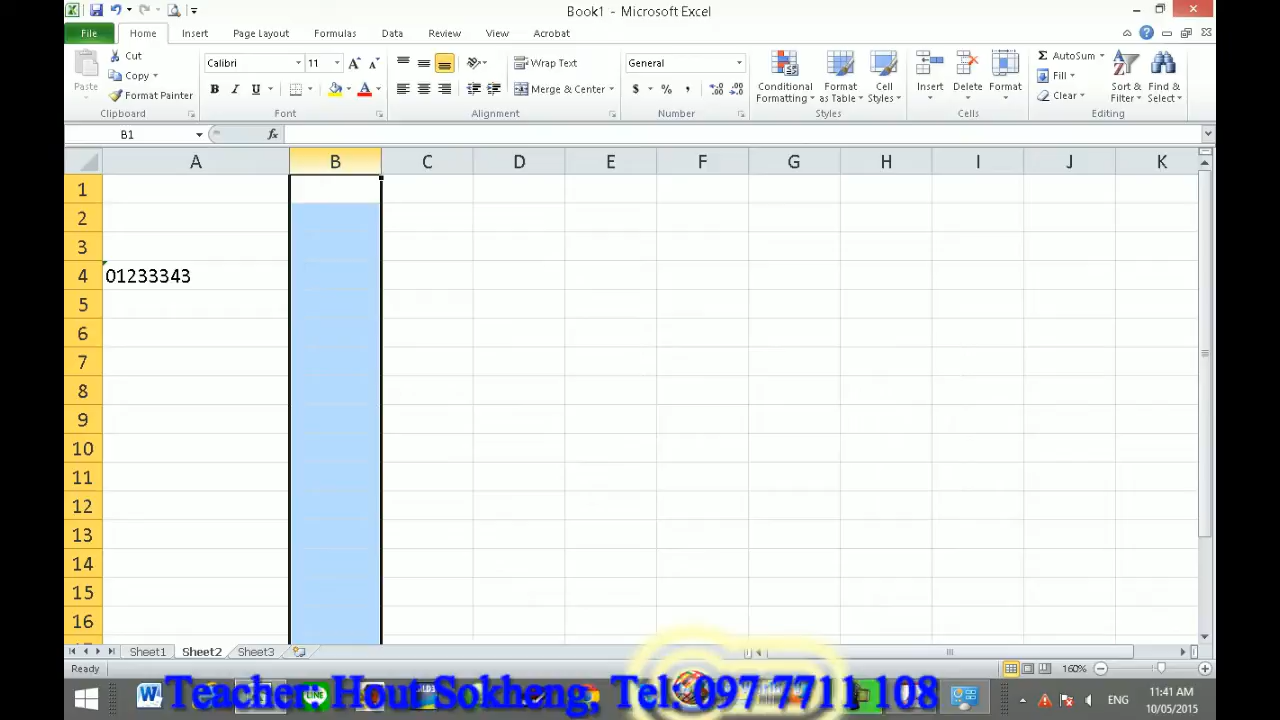 Book1 - Microsoft Excel
File Home Insert Page Layout Formulas Data Review View Acrobat
Paste
Cut
Copy
Format Painter
Clipboard
Calibri 11
Font
Wrap Text
Merge & Center
Alignment
General
$ % ,
Number
Conditional Formatting
Format as Table
Cell Styles
Styles
Insert Delete Format
Cells
Σ AutoSum
Fill
Clear
Sort & Filter
Find & Select
Editing
B1 fx
A B C D E F G H I J K
1
2
3
4 01233343
5
6
7
8
9
10
11
12
13
14
15
16
Sheet1 Sheet2 Sheet3
Ready 160%
Teacher Hout Sokheng, Tel: 097 77 11 108
ENG
11:41 AM
10/05/2015